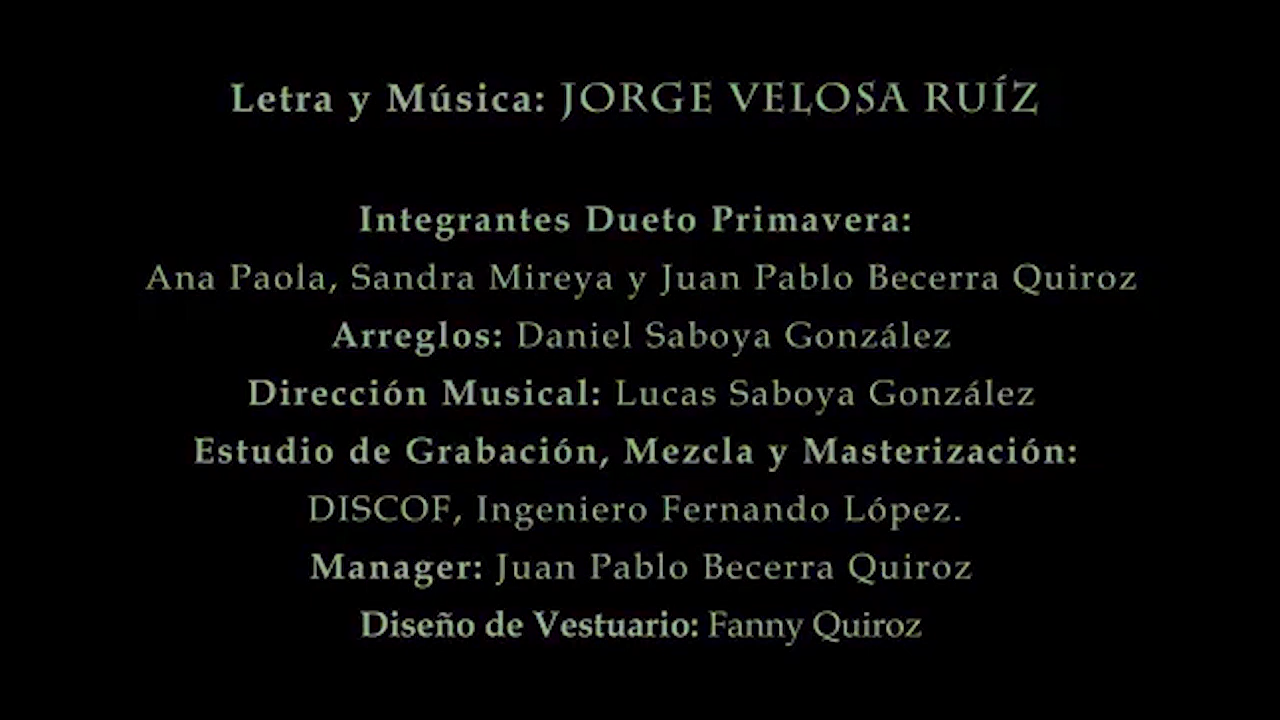 Letra y Música: JORGE VELOSA RUÍZ
Integrantes Dueto Primavera:
Ana Paola, Sandra Mireya y Juan Pablo Becerra Quiroz
Arreglos: Daniel Saboya González
Dirección Musical: Lucas Saboya González
Estudio de Grabación, Mezcla y Masterización:
DISCOF, Ingeniero Fernando López.
Manager: Juan Pablo Becerra Quiroz
Diseño de Vestuario: Fanny Quiroz